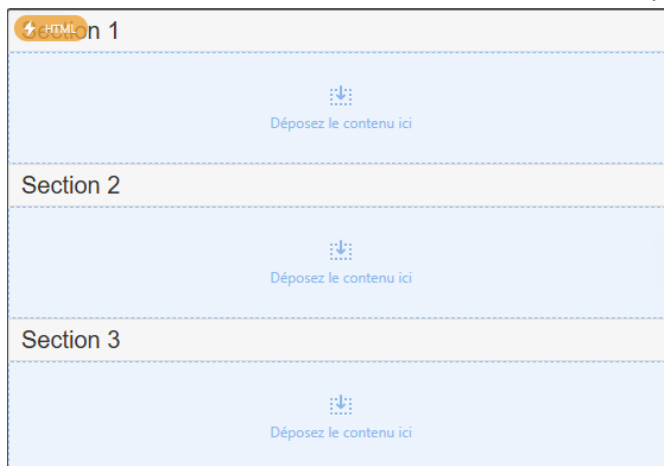 HTML
Section 1
Déposez le contenu ici
Section 2
Déposez le contenu ici
Section 3
Déposez le contenu ici